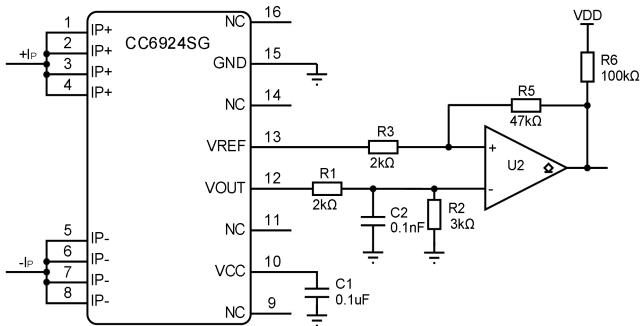 CC6924SG
1 IP+
2 IP+
3 IP+
4 IP+
+IP
5 IP-
6 IP-
7 IP-
8 IP-
-IP
NC 16
GND 15
NC 14
VREF 13
VOUT 12
NC 11
VCC 10
NC 9
R3
2kΩ
R1
2kΩ
C2
0.1nF
R2
3kΩ
C1
0.1uF
R5
47kΩ
VDD
R6
100kΩ
+
-
U2